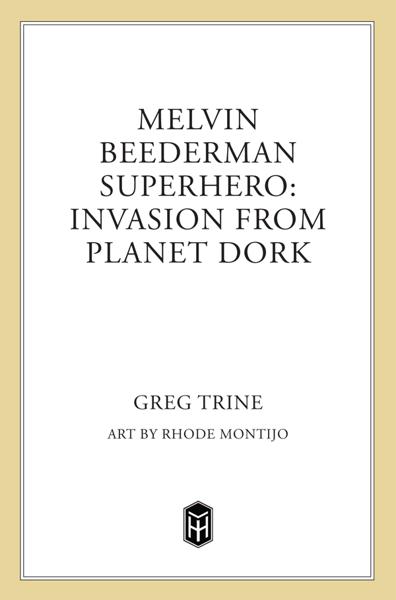 MELVIN
BEEDERMAN
SUPERHERO:
INVASION FROM
PLANET DORK
GREG TRINE
ART BY RHODE MONTIJO